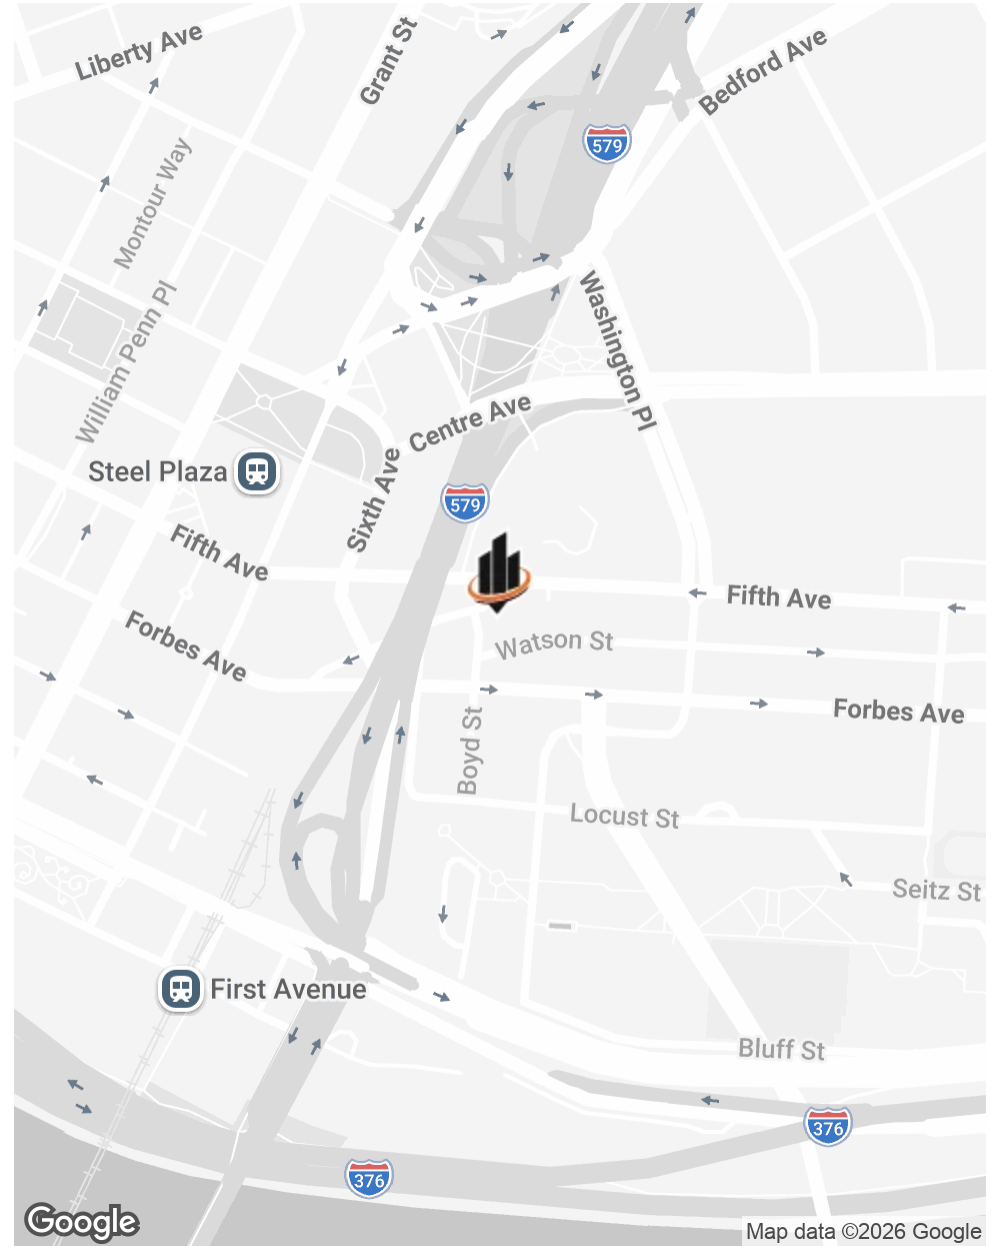 Liberty Ave
Grant St
Bedford Ave
579
Montour Way
William Penn Pl
Washington Pl
Centre Ave
Steel Plaza
Sixth Ave
579
Fifth Ave
Fifth Ave
Forbes Ave
Watson St
Forbes Ave
Boyd St
Locust St
Seitz St
First Avenue
Bluff St
376
376
Google
Map data ©2026 Google